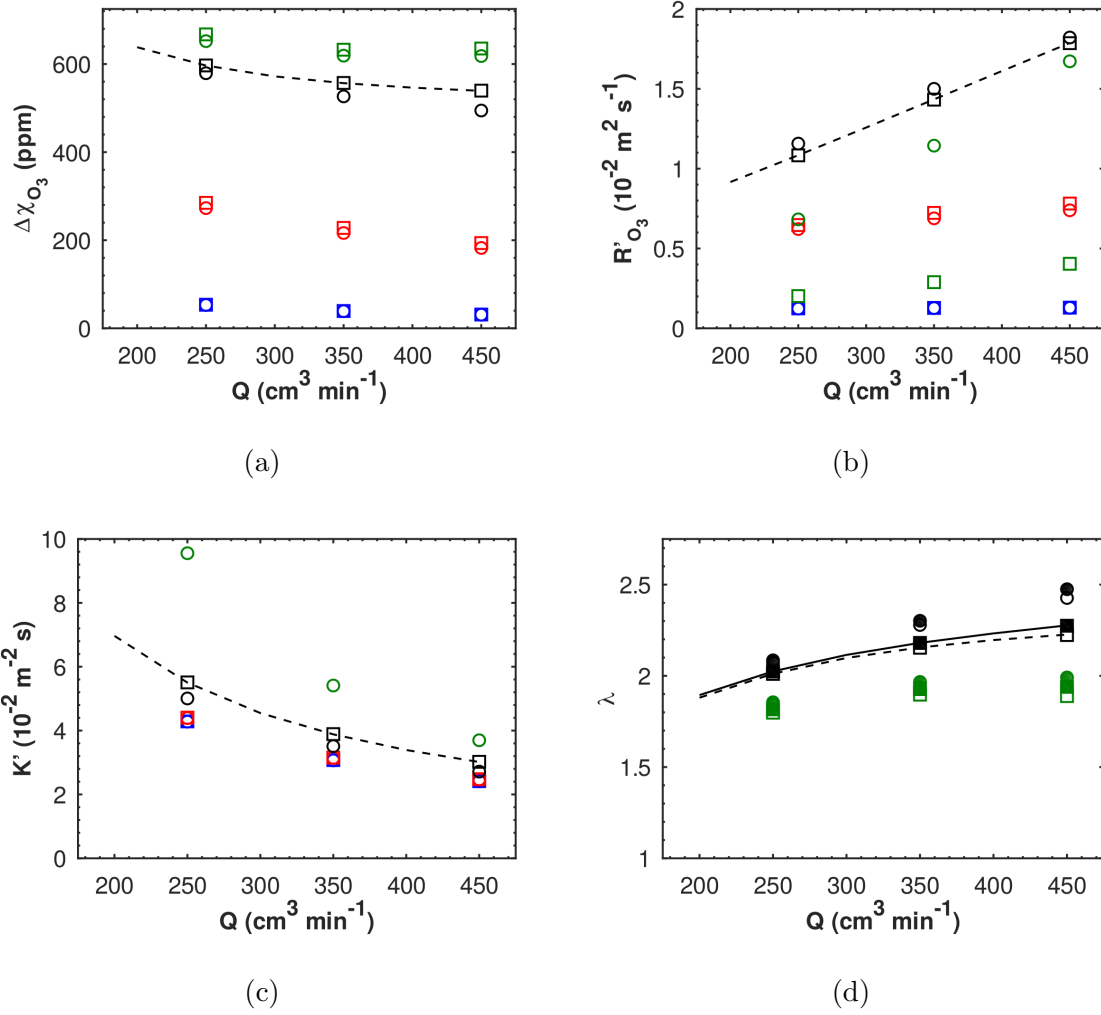 600
400
200
0
200 250 300 350 400 450
Δχ_{O_3} (ppm)
Q (cm^3 min^{-1})
(a)
2
1.5
1
0.5
0
200 250 300 350 400 450
R'_{O_3} (10^{-2} m^2 s^{-1})
Q (cm^3 min^{-1})
(b)
10
8
6
4
2
0
200 250 300 350 400 450
K' (10^{-2} m^{-2} s)
Q (cm^3 min^{-1})
(c)
2.5
2
1.5
1
200 250 300 350 400 450
λ
Q (cm^3 min^{-1})
(d)